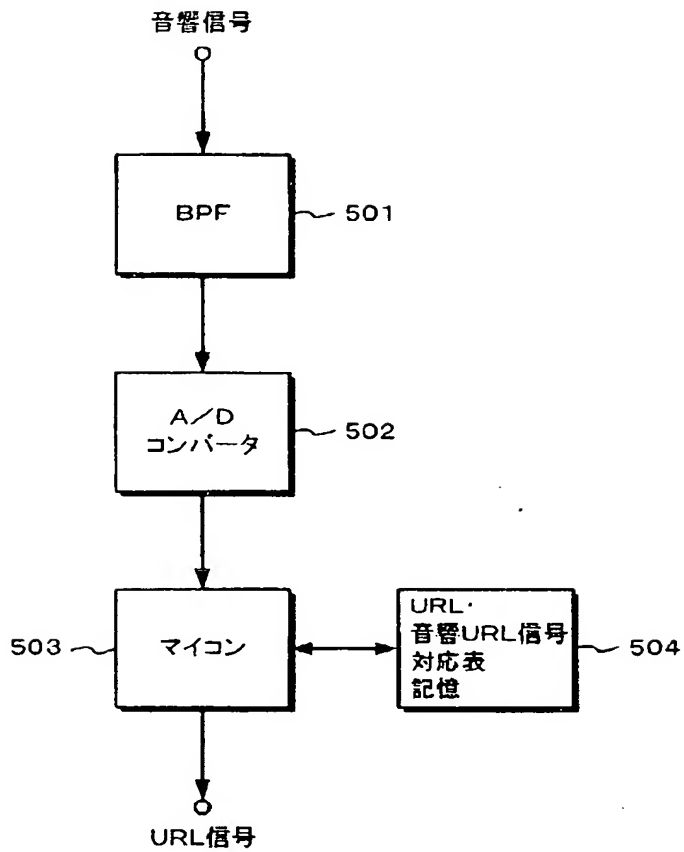 音響信号
BPF
501
A/D
コンバータ
502
503
マイコン
URL・
音響URL信号
対応表
記憶
504
URL信号